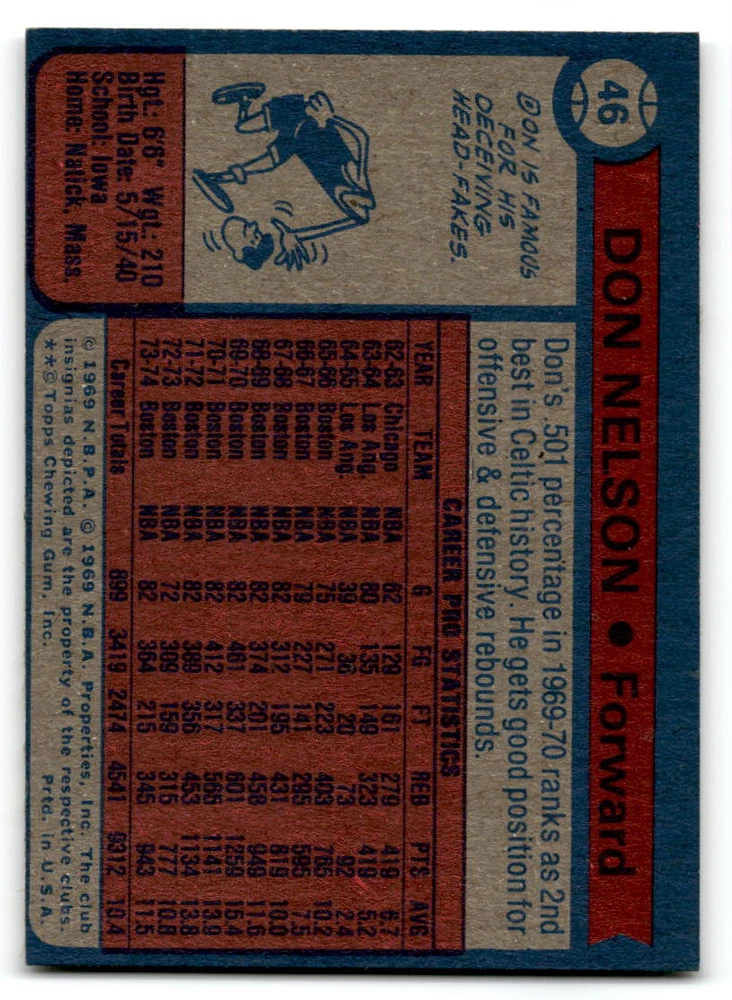 46
DON NELSON • Forward
DON IS FAMOUS
FOR HIS
DECEIVING
HEAD-FAKES.
Hgt: 6'6" Wgt: 210
Birth Date: 5/15/40
School: Iowa
Home: Natick, Mass.
Don's .501 percentage in 1969-70 ranks as 2nd
best in Celtic history. He gets good position for
offensive & defensive rebounds.
CAREER PRO STATISTICS
YEAR TEAM G FG FT REB PTS AVG
62-63 Chicago NBA 62 129 161 279 419 6.7
63-64 Los Ang. NBA 80 135 149 323 419 5.2
64-65 Los Ang. NBA 39 36 20 73 92 2.4
65-66 Boston NBA 75 271 223 403 765 10.2
66-67 Boston NBA 79 227 141 295 595 7.5
67-68 Boston NBA 82 312 195 431 819 10.0
68-69 Boston NBA 82 374 201 458 949 11.6
69-70 Boston NBA 82 461 337 601 1259 15.4
70-71 Boston NBA 82 412 317 565 1141 13.9
71-72 Boston NBA 82 389 356 453 1134 13.8
72-73 Boston NBA 72 309 159 316 777 10.8
73-74 Boston NBA 82 364 215 345 943 11.5
Career Totals 899 3419 2474 4541 9312 10.4
© 1969 N.B.P.A. © 1969 N.B.A. Properties, Inc. The club
insignias depicted are the property of the respective clubs.
**© Topps Chewing Gum, Inc. Prtd. in U.S.A